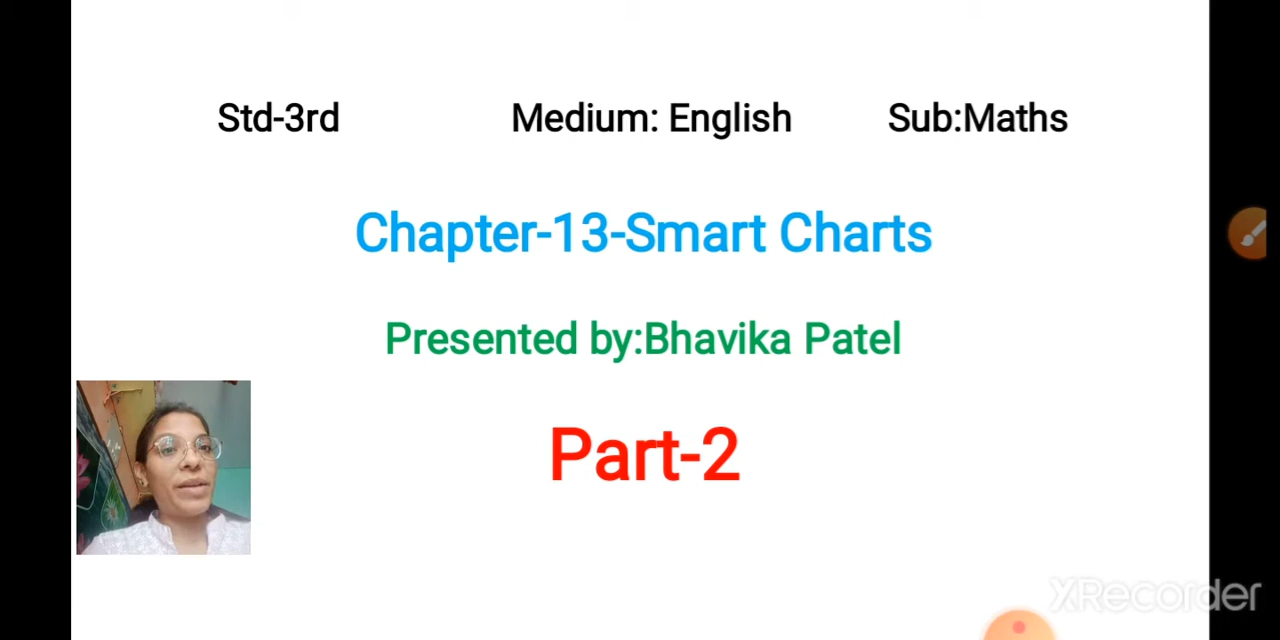 Std-3rd Medium: English Sub:Maths
Chapter-13-Smart Charts
Presented by:Bhavika Patel
Part-2
XRecorder